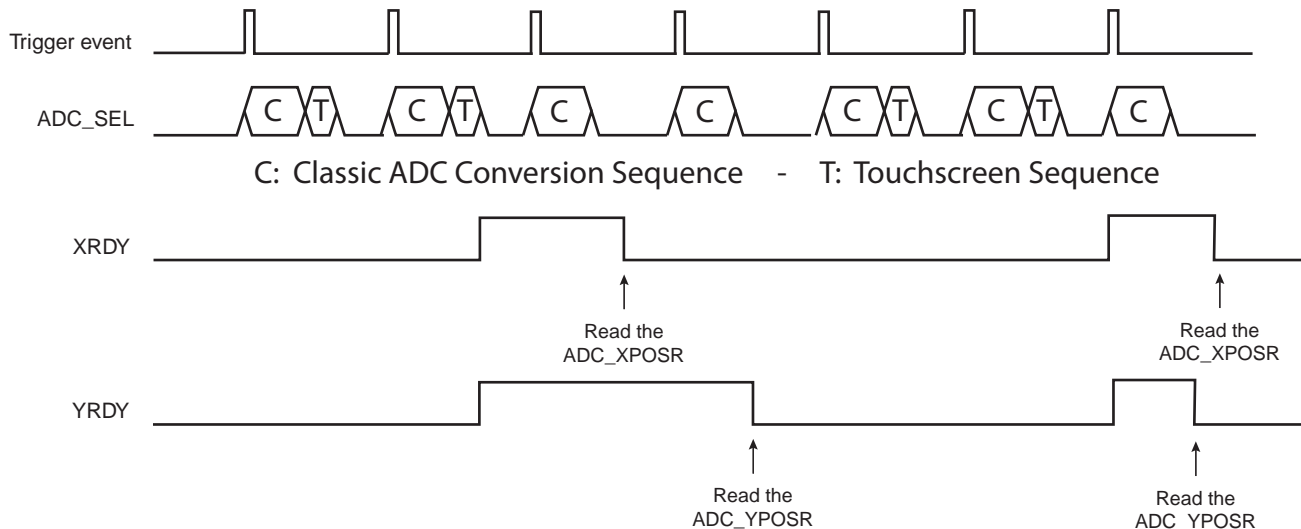 Trigger event
ADC_SEL
C T C T C C C T C T C
C: Classic ADC Conversion Sequence - T: Touchscreen Sequence
XRDY
Read the
ADC_XPOSR
Read the
ADC_XPOSR
YRDY
Read the
ADC_YPOSR
Read the
ADC_YPOSR